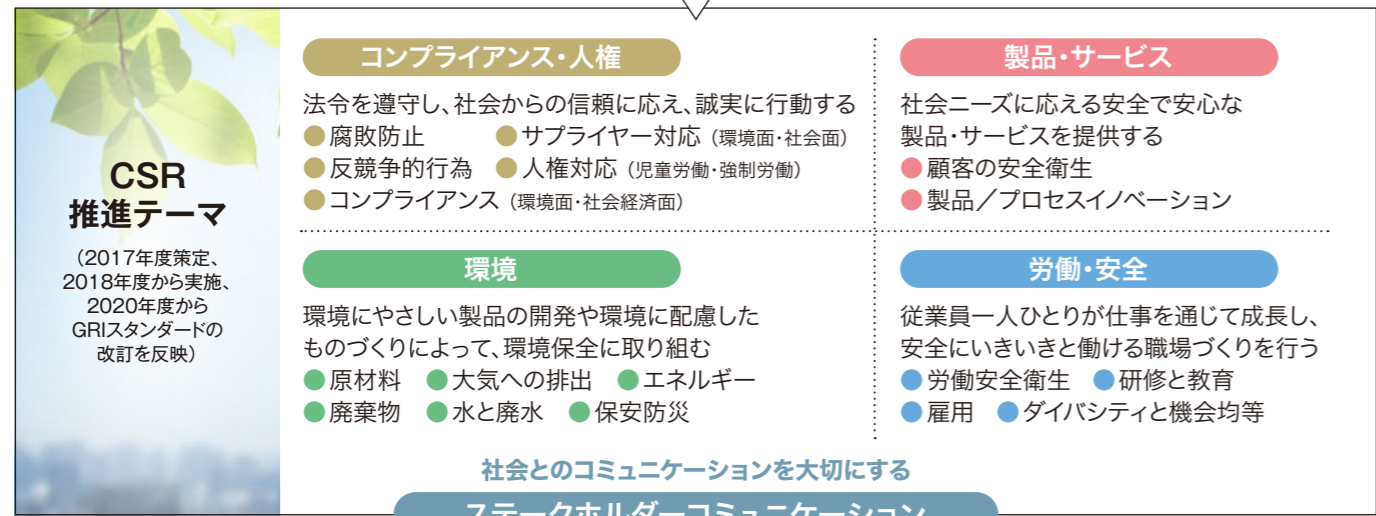 CSR
推進テーマ
（2017年度策定、
2018年度から実施、
2020年度から
GRIスタンダードの
改訂を反映）
コンプライアンス・人権
法令を遵守し、社会からの信頼に応え、誠実に行動する
●腐敗防止 ●サプライヤー対応（環境面・社会面）
●反競争的行為 ●人権対応（児童労働・強制労働）
●コンプライアンス（環境面・社会経済面）
製品・サービス
社会ニーズに応える安全で安心な
製品・サービスを提供する
●顧客の安全衛生
●製品／プロセスイノベーション
環境
環境にやさしい製品の開発や環境に配慮した
ものづくりによって、環境保全に取り組む
●原材料 ●大気への排出 ●エネルギー
●廃棄物 ●水と廃水 ●保安防災
労働・安全
従業員一人ひとりが仕事を通じて成長し、
安全にいきいきと働ける職場づくりを行う
●労働安全衛生 ●研修と教育
●雇用 ●ダイバシティと機会均等
社会とのコミュニケーションを大切にする
ステークホルダーコミュニケーション